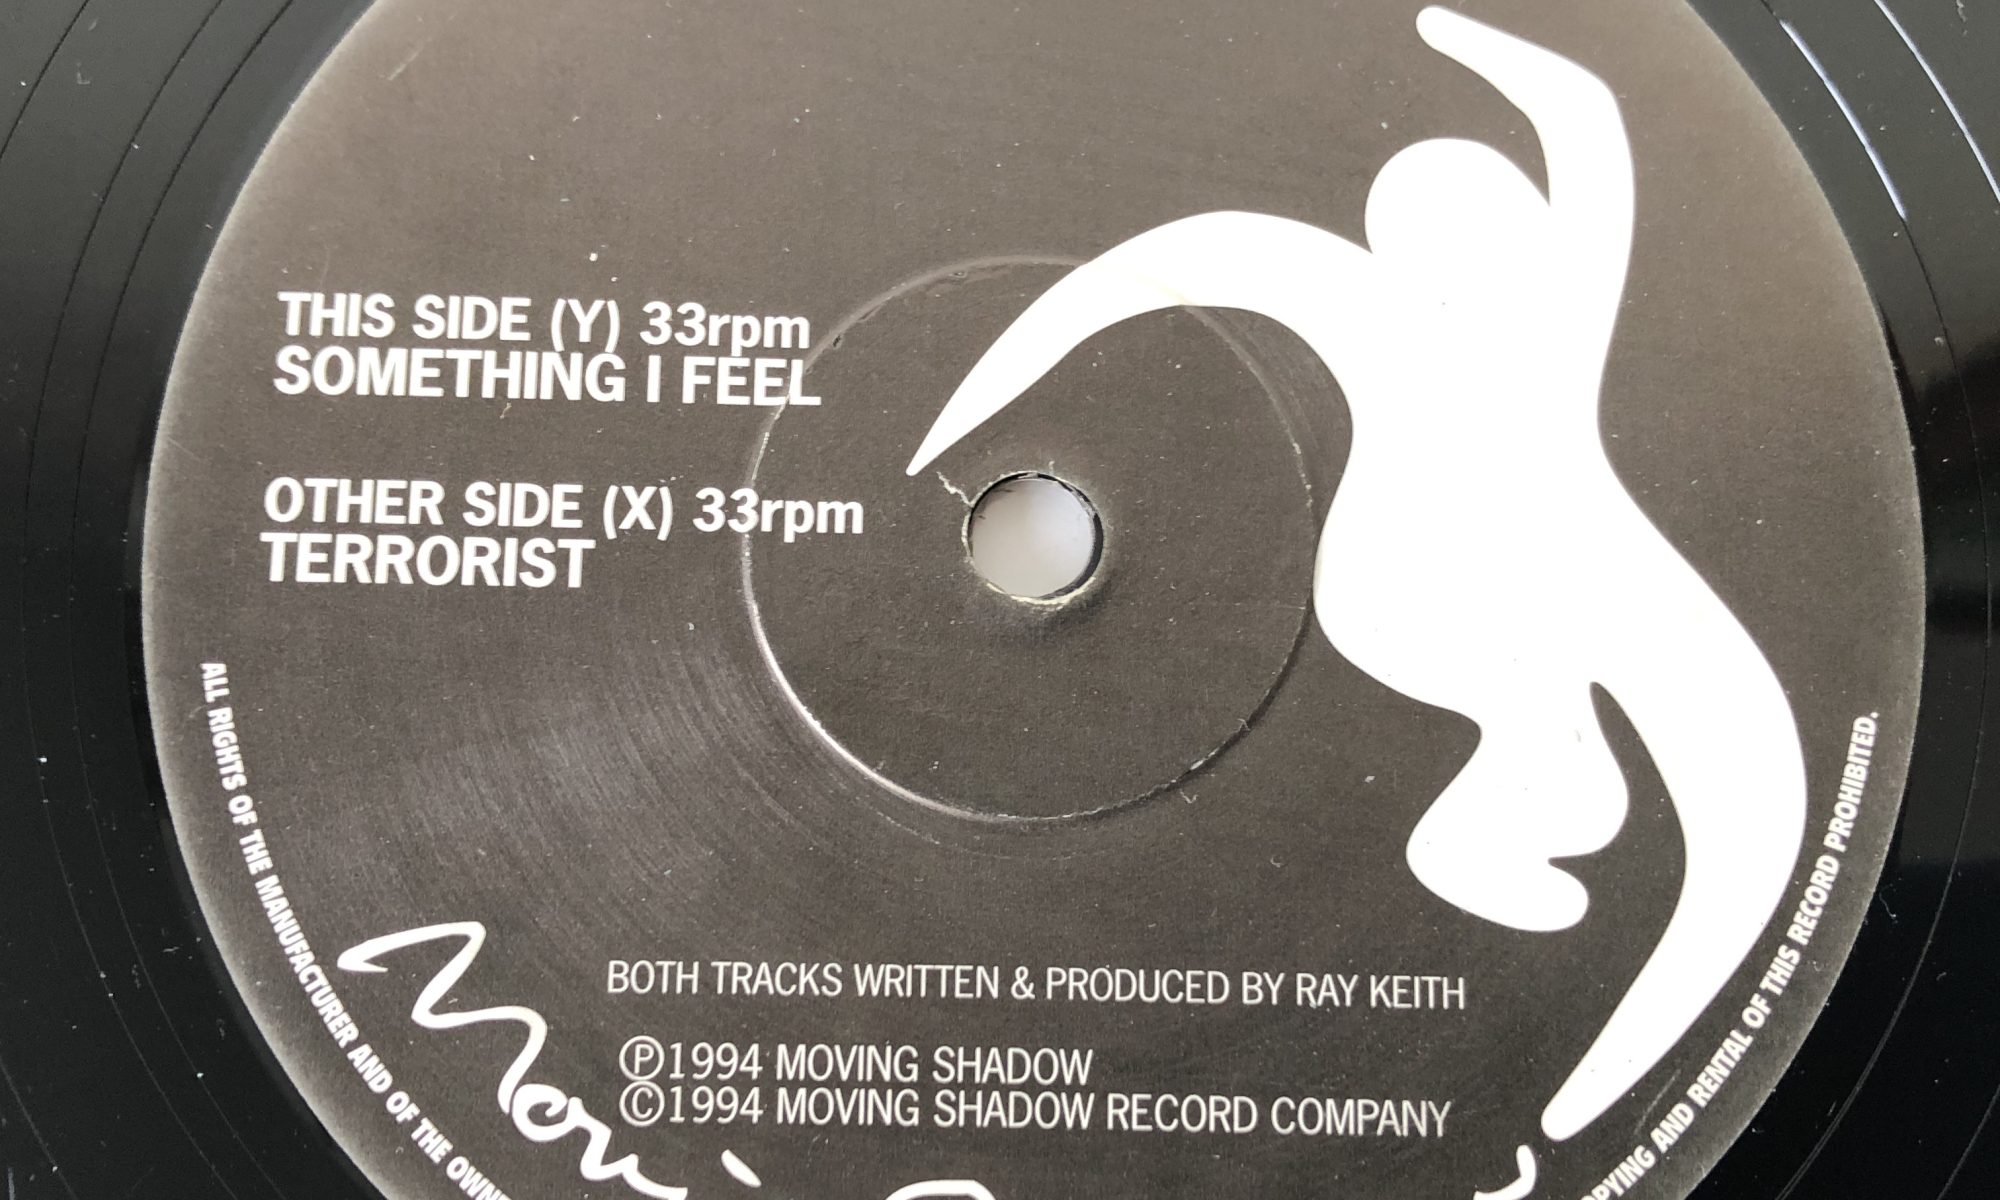 THIS SIDE (Y) 33rpm
SOMETHING I FEEL
OTHER SIDE (X) 33rpm
TERRORIST
BOTH TRACKS WRITTEN & PRODUCED BY RAY KEITH
℗1994 MOVING SHADOW
©1994 MOVING SHADOW RECORD COMPANY
ALL RIGHTS OF THE MANUFACTURER AND OF THE
AND RENTAL OF THIS RECORD PROHIBITED.